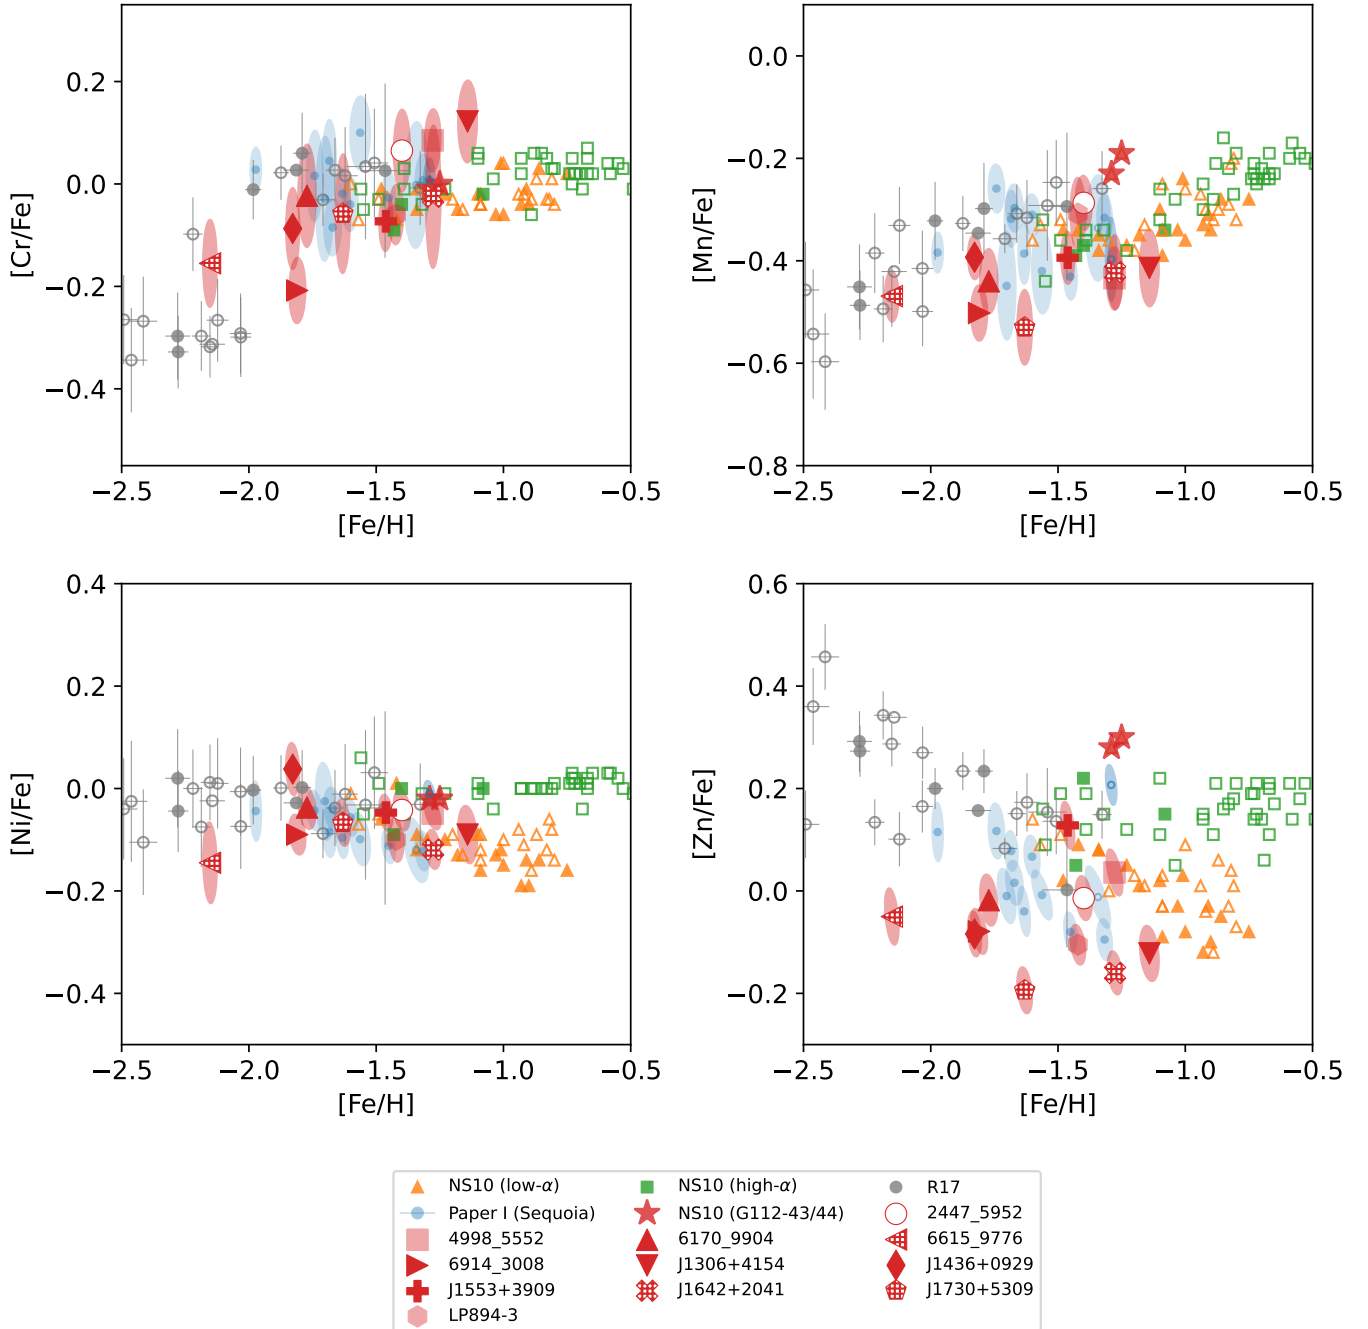 0.2
0.0
−0.2
−0.4
[Cr/Fe]
−2.5 −2.0 −1.5 −1.0 −0.5
[Fe/H]
0.0
−0.2
−0.4
−0.6
−0.8
[Mn/Fe]
−2.5 −2.0 −1.5 −1.0 −0.5
[Fe/H]
0.4
0.2
0.0
−0.2
−0.4
[Ni/Fe]
−2.5 −2.0 −1.5 −1.0 −0.5
[Fe/H]
0.6
0.4
0.2
0.0
−0.2
[Zn/Fe]
−2.5 −2.0 −1.5 −1.0 −0.5
[Fe/H]
NS10 (low-α) NS10 (high-α) R17
Paper I (Sequoia) NS10 (G112-43/44) 2447_5952
4998_5552 6170_9904 6615_9776
6914_3008 J1306+4154 J1436+0929
J1553+3909 J1642+2041 J1730+5309
LP894-3